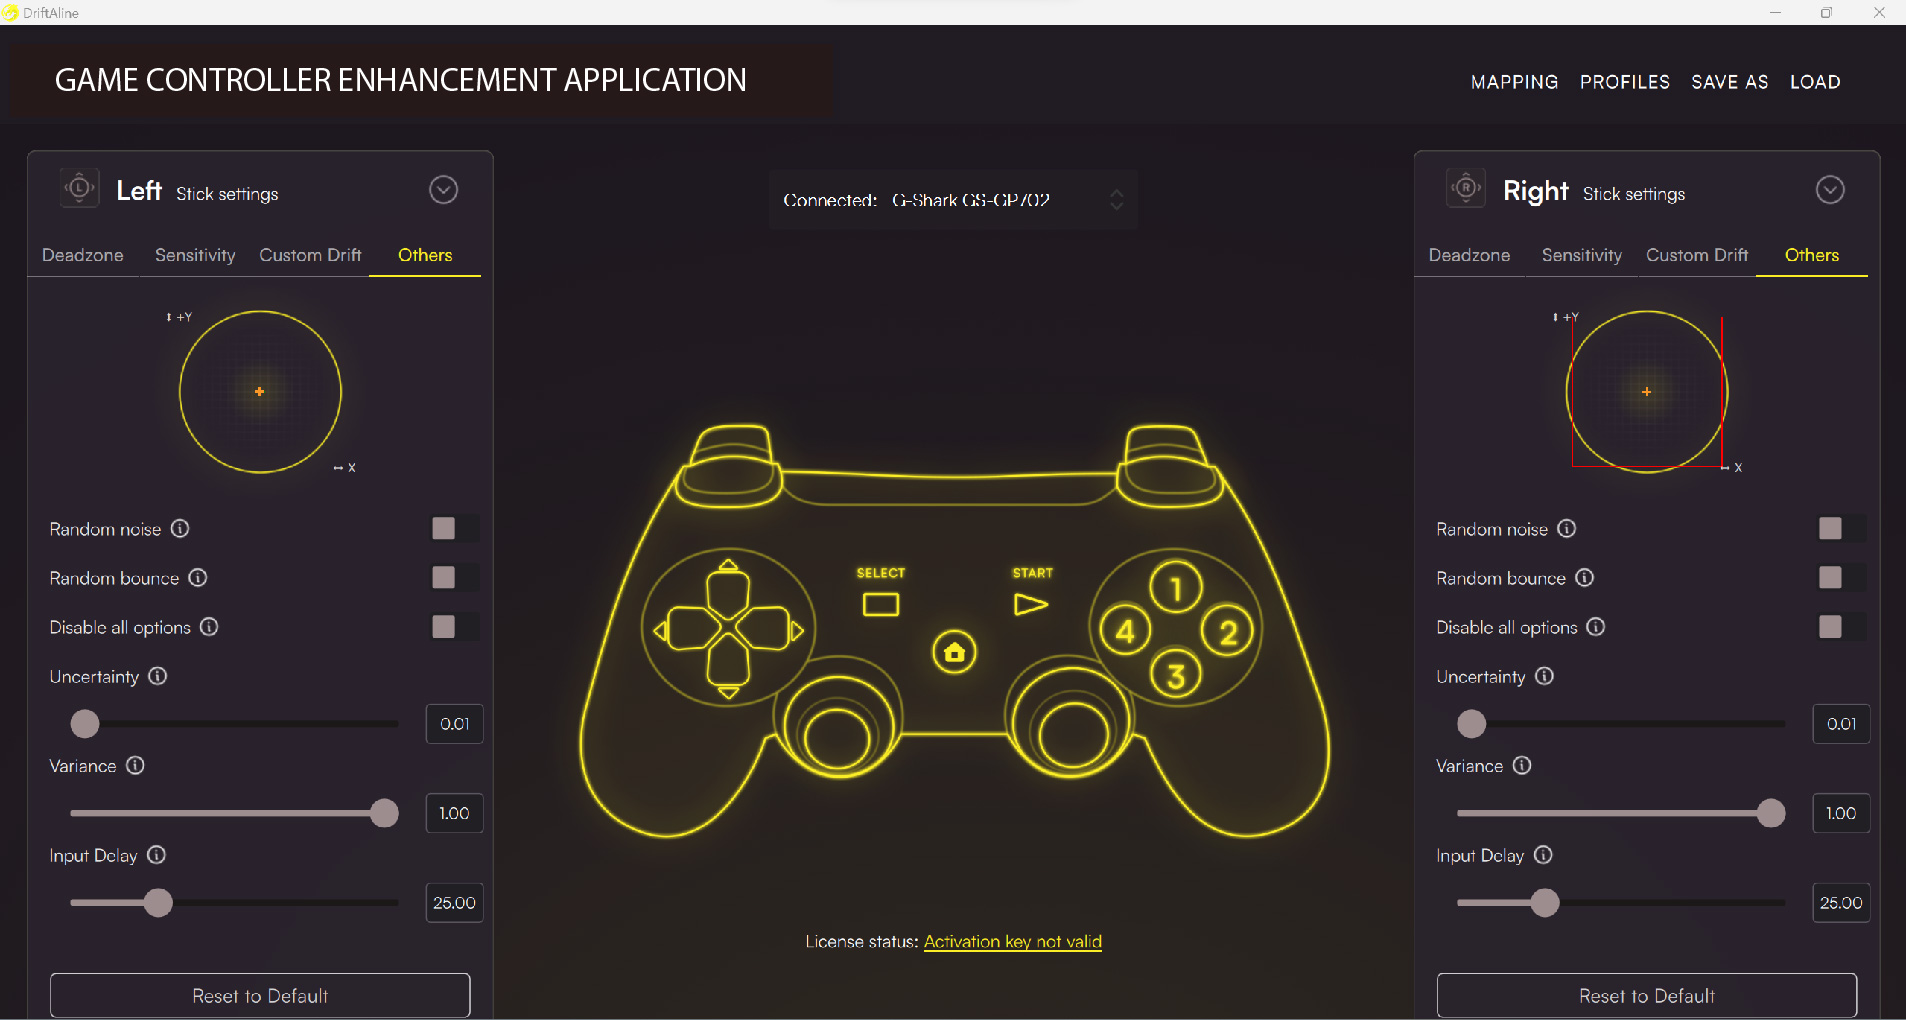 DriftAline
GAME CONTROLLER ENHANCEMENT APPLICATION
MAPPING PROFILES SAVE AS LOAD
L Left Stick settings
Deadzone Sensitivity Custom Drift Others
+Y
X
Random noise
Random bounce
Disable all options
Uncertainty
0.01
Variance
1.00
Input Delay
25.00
Reset to Default
Connected: G-Shark GS-GP702
SELECT
START
1
4 2
3
License status: Activation key not valid
R Right Stick settings
Deadzone Sensitivity Custom Drift Others
+Y
X
Random noise
Random bounce
Disable all options
Uncertainty
0.01
Variance
1.00
Input Delay
25.00
Reset to Default